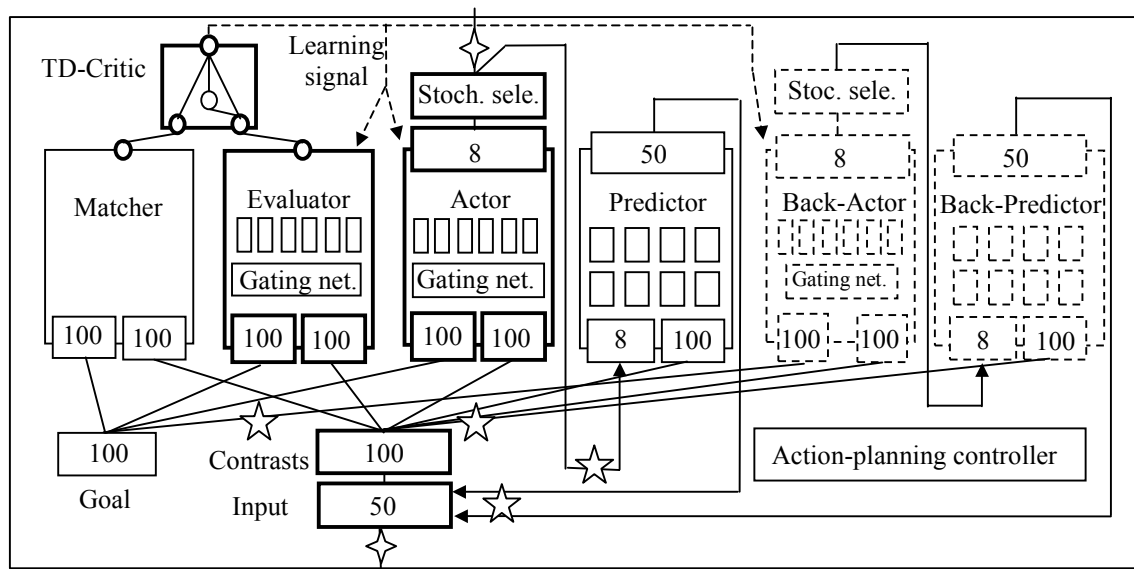 TD-Critic
Learning
signal
Stoch. sele.
Stoc. sele.
8
50
8
50
Matcher
Evaluator
Actor
Predictor
Back-Actor
Back-Predictor
Gating net.
Gating net.
Gating net.
100
100
100
100
100
100
8
100
100
100
8
100
100
Goal
Contrasts
100
Input
50
Action-planning controller